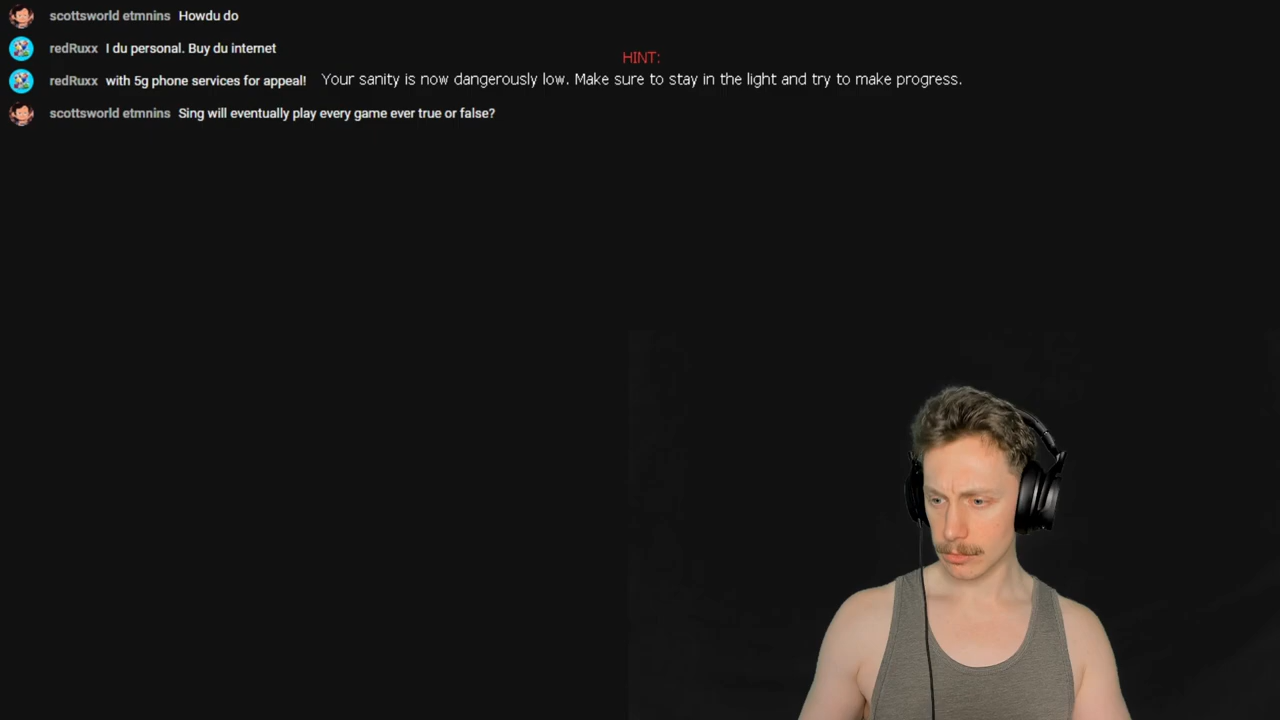 scottsworld etmnins Howdu do
redRuxx I du personal. Buy du internet
HINT:
redRuxx with 5g phone services for appeal!
Your sanity is now dangerously low. Make sure to stay in the light and try to make progress.
scottsworld etmnins Sing will eventually play every game ever true or false?